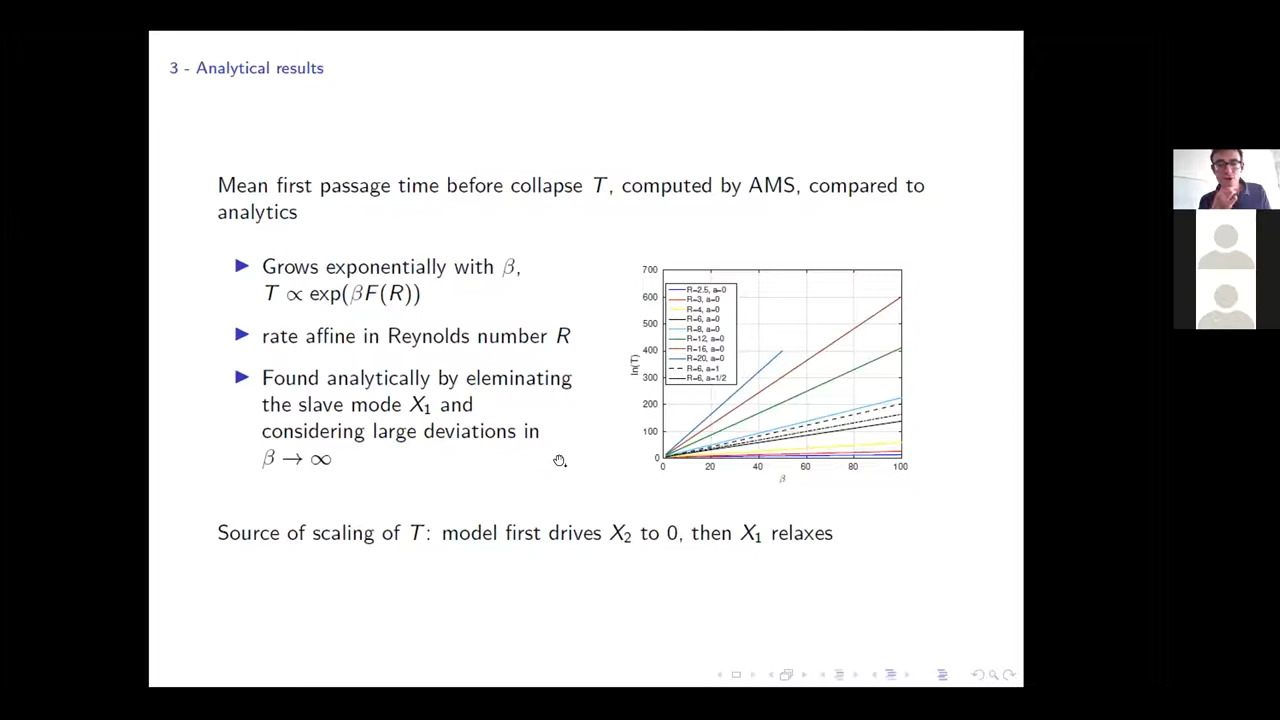 3 - Analytical results
Mean first passage time before collapse T, computed by AMS, compared to
analytics
▶ Grows exponentially with β,
T ∝ exp(βF(R))
▶ rate affine in Reynolds number R
▶ Found analytically by eleminating
the slave mode X₁ and
considering large deviations in
β → ∞
700
600
500
400
300
200
100
0
ln(T)
R=2.5, a=0
R=3, a=0
R=4, a=0
R=6, a=0
R=8, a=0
R=12, a=0
R=16, a=0
R=20, a=0
R=6, a=1
R=6, a=1/2
0 20 40 60 80 100
β
Source of scaling of T: model first drives X₂ to 0, then X₁ relaxes